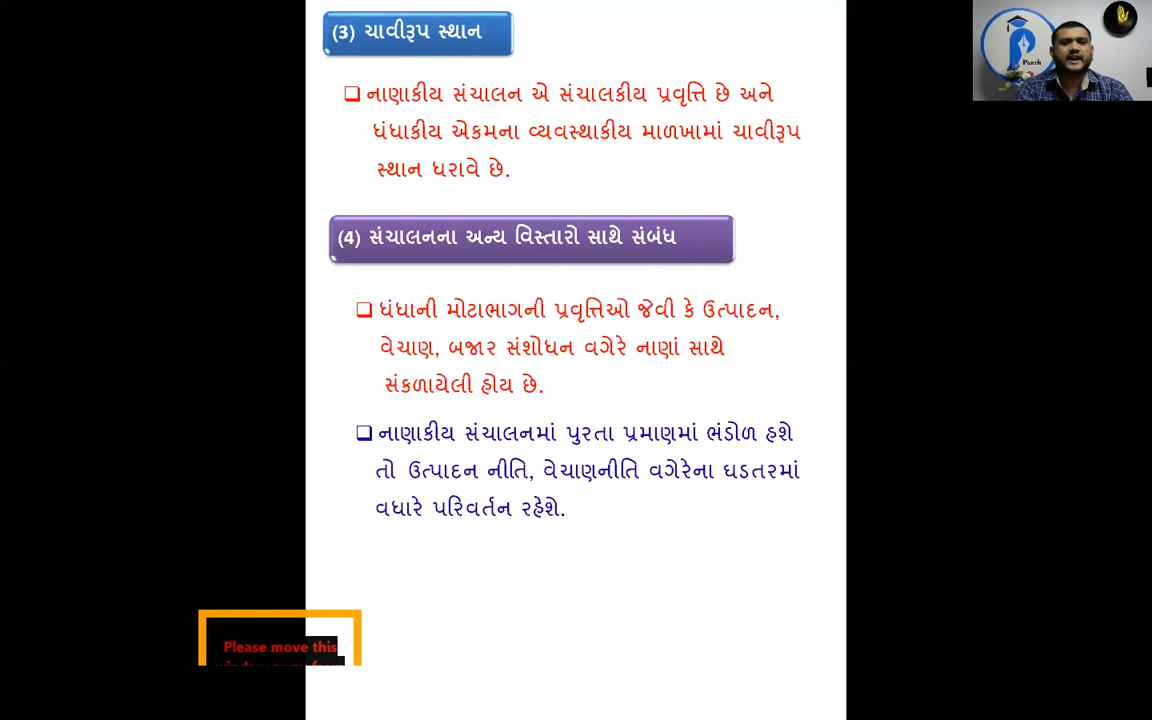 (3) ચાવીરૂપ સ્થાન
❑ નાણાકીય સંચાલન એ સંચાલકીય પ્રવૃત્તિ છે અને
ધંધાકીય એકમના વ્યવસ્થાકીય માળખામાં ચાવીરૂપ
સ્થાન ધરાવે છે.
(4) સંચાલનના અન્ય વિસ્તારો સાથે સંબંધ
❑ ધંધાની મોટાભાગની પ્રવૃત્તિઓ જેવી કે ઉત્પાદન,
વેચાણ, બજાર સંશોધન વગેરે નાણાં સાથે
સંકળાયેલી હોય છે.
❑ નાણાકીય સંચાલનમાં પુરતા પ્રમાણમાં ભંડોળ હશે
તો ઉત્પાદન નીતિ, વેચાણનીતિ વગેરેના ઘડતરમાં
વધારે પરિવર્તન રહેશે.
Parth
Please move this